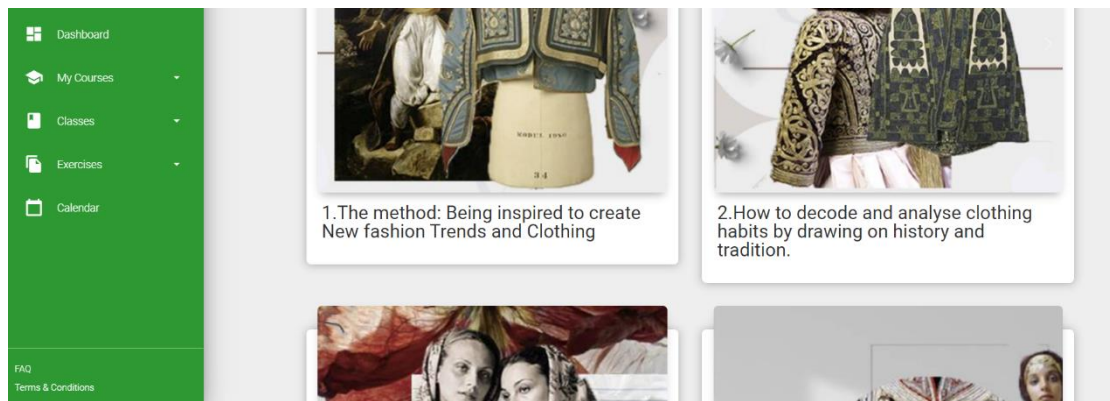 Dashboard
My Courses
Classes
Exercises
Calendar
FAQ
Terms & Conditions
34
1.The method: Being inspired to create
New fashion Trends and Clothing
2.How to decode and analyse clothing
habits by drawing on history and
tradition.